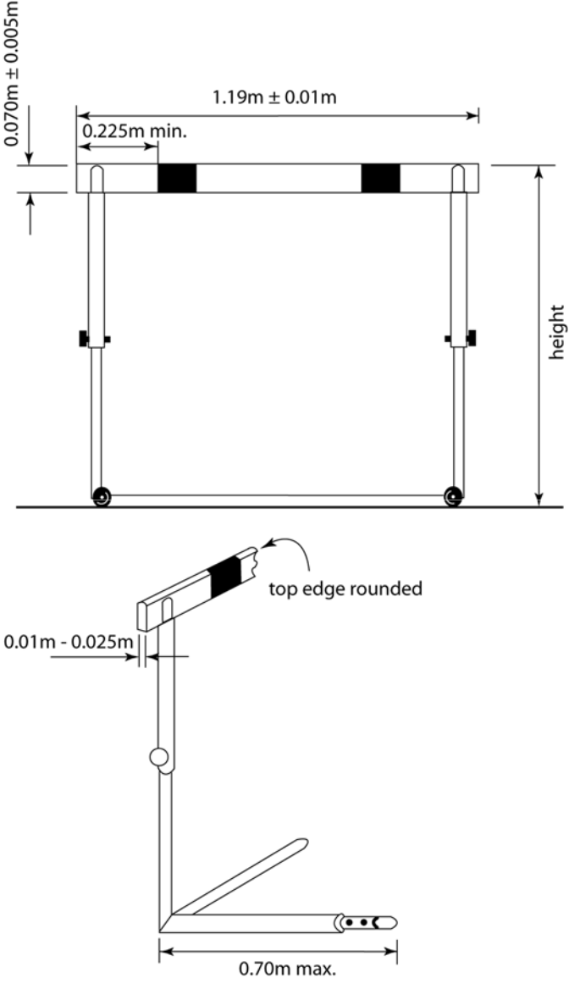 0.070m ± 0.005m
1.19m ± 0.01m
0.225m min.
height
top edge rounded
0.01m - 0.025m
0.70m max.